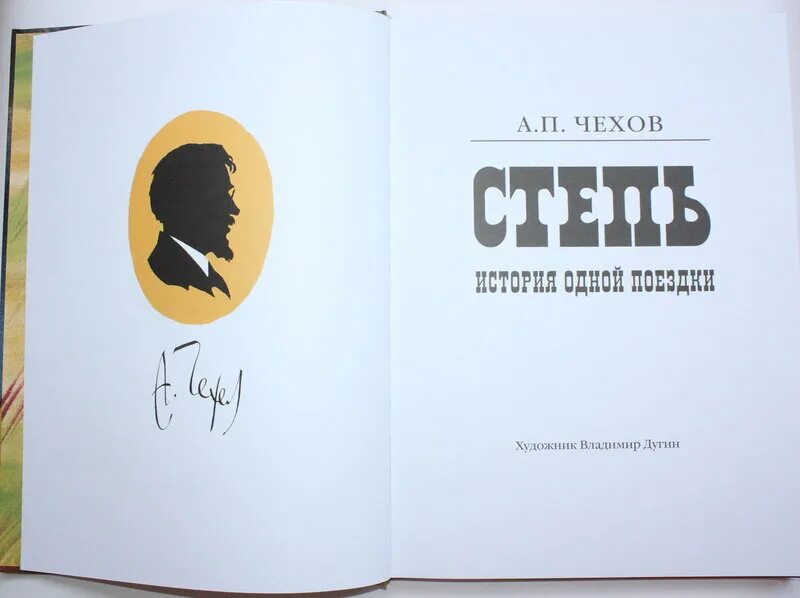 А. Чехов
А.П. ЧЕХОВ
СТЕПЬ
ИСТОРИЯ ОДНОЙ ПОЕЗДКИ
Художник Владимир Дугин